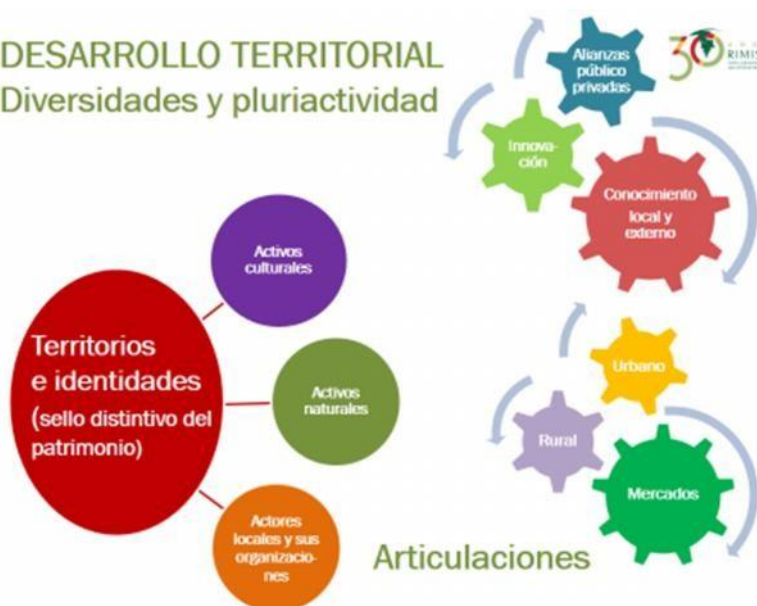 DESARROLLO TERRITORIAL
Diversidades y pluriactividad
Alianzas
público
privadas
30
RIMIS
Innova-
ción
Conocimiento
local y
externo
Activos
culturales
Territorios
e identidades
(sello distintivo del
patrimonio)
Activos
naturales
Actores
locales y sus
organizacio-
nes
Urbano
Rural
Mercados
Articulaciones